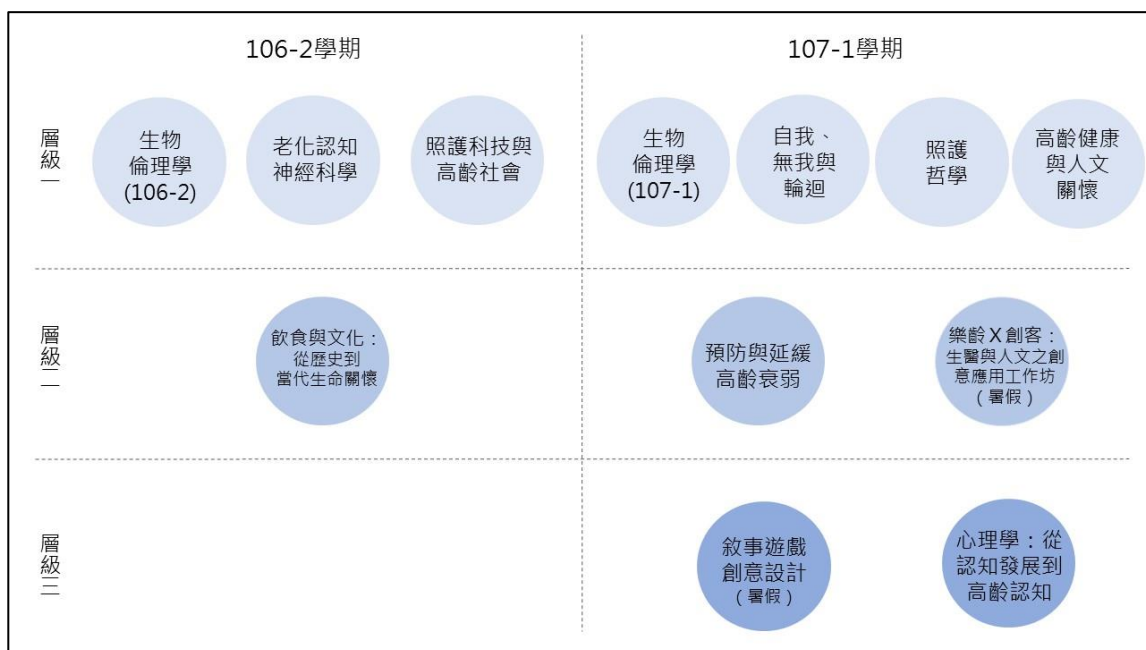 106-2學期
107-1學期
層級一
生物
倫理學
(106-2)
老化認知
神經科學
照護科技與
高齡社會
生物
倫理學
(107-1)
自我、
無我與
輪迴
照護
哲學
高齡健康
與人文
關懷
層級二
飲食與文化：
從歷史到
當代生命關懷
預防與延緩
高齡衰弱
樂齡X創客：
生醫與人文之創
意應用工作坊
（暑假）
層級三
敘事遊戲
創意設計
（暑假）
心理學：從
認知發展到
高齡認知